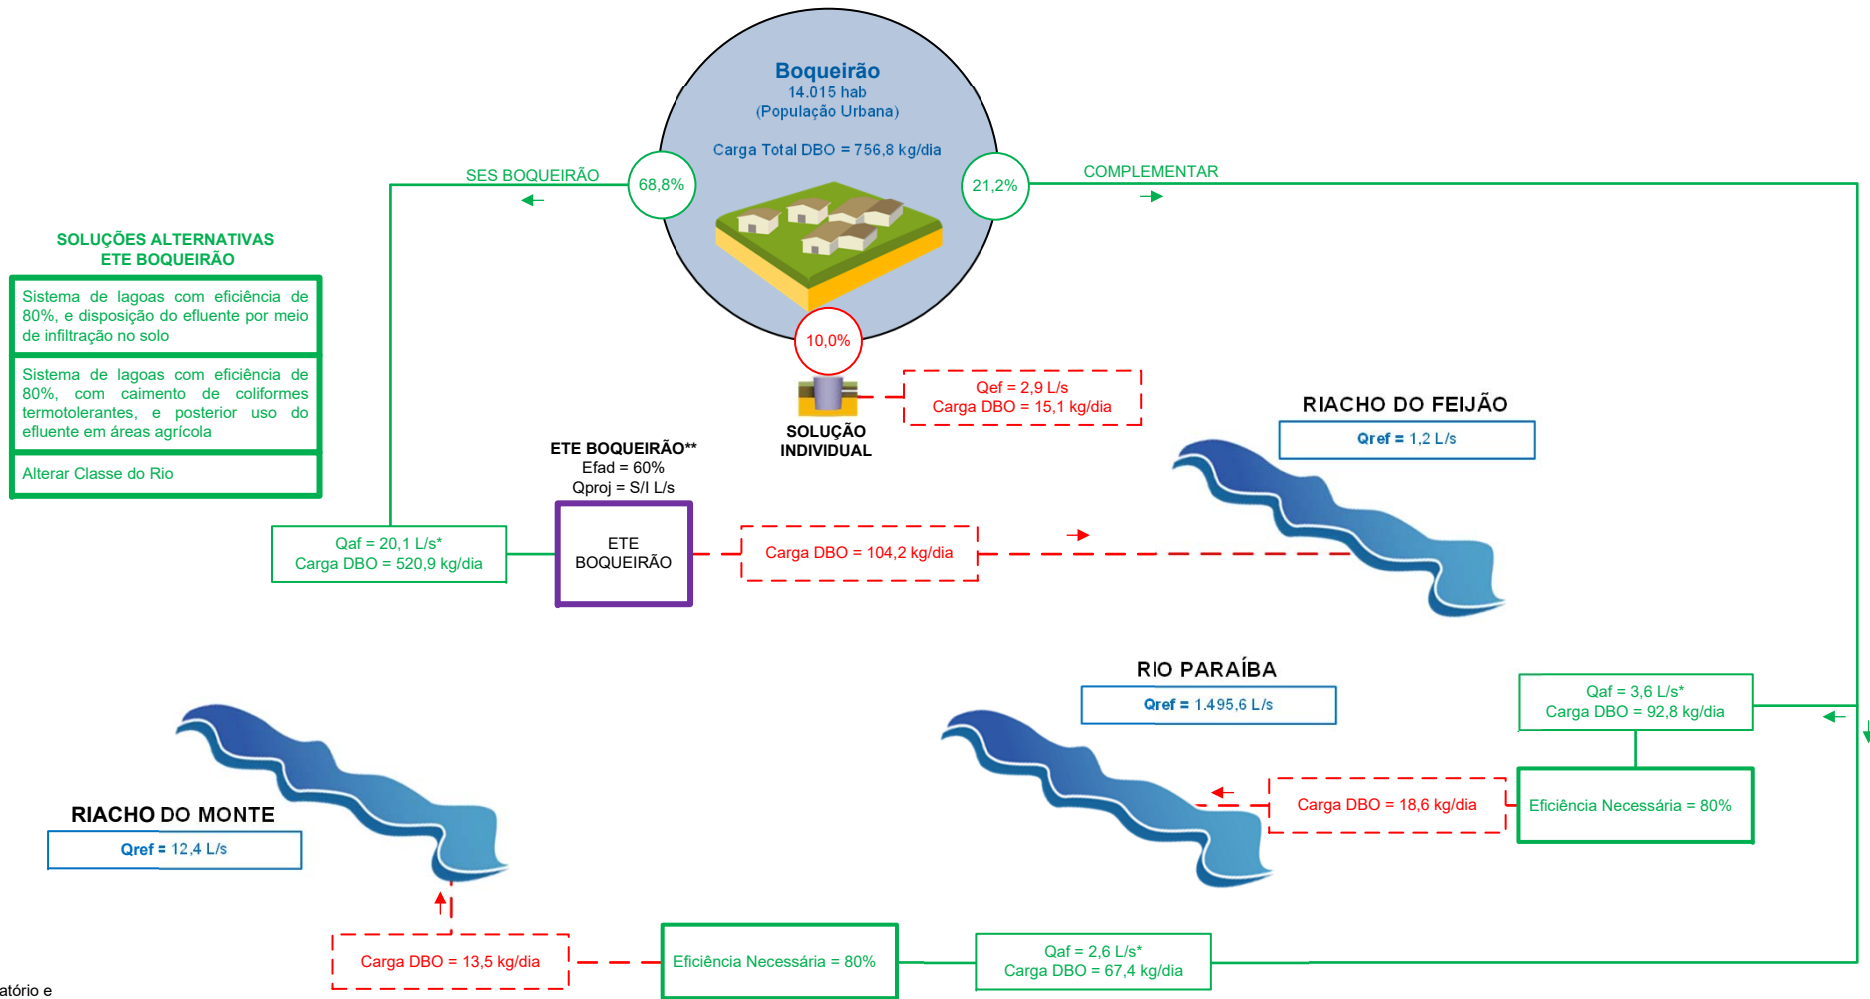 Boqueirão
14.015 hab
(População Urbana)
Carga Total DBO = 756,8 kg/dia
SES BOQUEIRÃO
68,8%
21,2%
COMPLEMENTAR
SOLUÇÕES ALTERNATIVAS
ETE BOQUEIRÃO
Sistema de lagoas com eficiência de
80%, e disposição do efluente por meio
de infiltração no solo
Sistema de lagoas com eficiência de
80%, com caimento de coliformes
termotolerantes, e posterior uso do
efluente em áreas agrícola
Alterar Classe do Rio
10,0%
SOLUÇÃO
INDIVIDUAL
Qef = 2,9 L/s
Carga DBO = 15,1 kg/dia
RIACHO DO FEIJÃO
Qref = 1,2 L/s
ETE BOQUEIRÃO**
Efad = 60%
Qproj = S/I L/s
Qaf = 20,1 L/s*
Carga DBO = 520,9 kg/dia
ETE
BOQUEIRÃO
Carga DBO = 104,2 kg/dia
RIO PARAÍBA
Qref = 1.495,6 L/s
Qaf = 3,6 L/s*
Carga DBO = 92,8 kg/dia
Carga DBO = 18,6 kg/dia
Eficiência Necessária = 80%
RIACHO DO MONTE
Qref = 12,4 L/s
Carga DBO = 13,5 kg/dia
Eficiência Necessária = 80%
Qaf = 2,6 L/s*
Carga DBO = 67,4 kg/dia
atório e